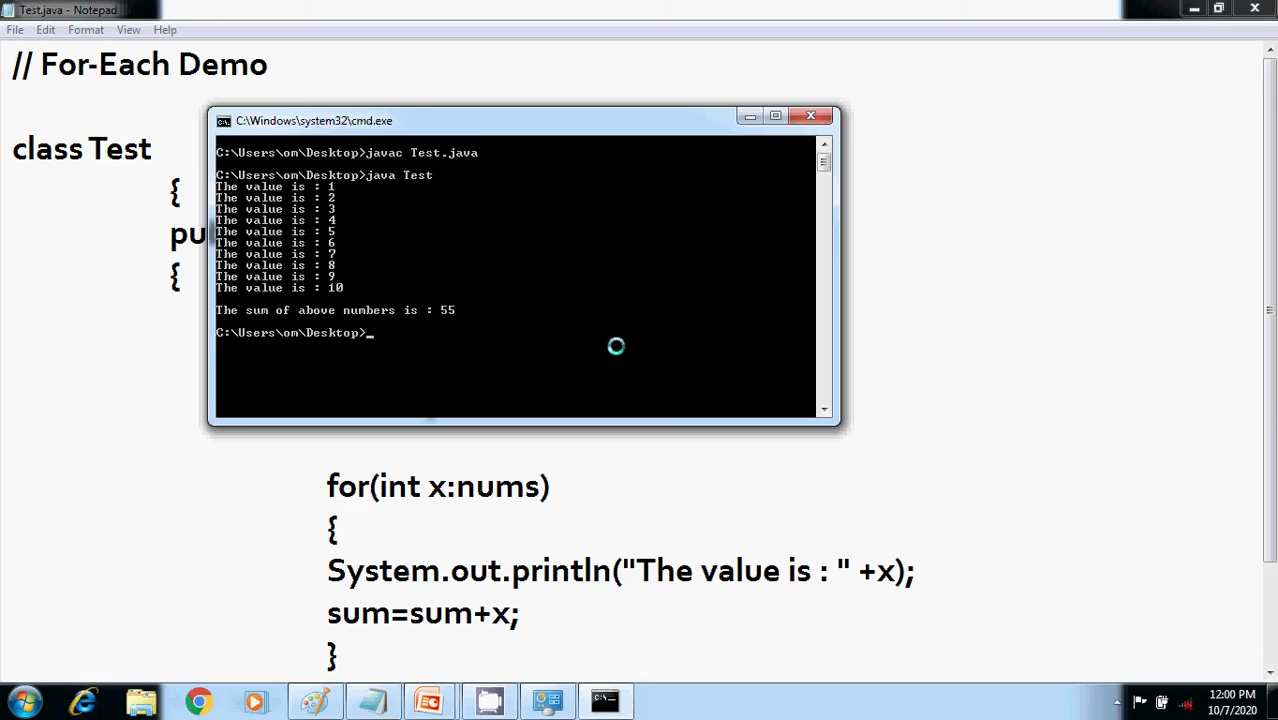 Test.java - Notepad
File Edit Format View Help
// For-Each Demo
class Test
{
pu
{
C:\Windows\system32\cmd.exe
C:\Users\om\Desktop>javac Test.java
C:\Users\om\Desktop>java Test
The value is : 1
The value is : 2
The value is : 3
The value is : 4
The value is : 5
The value is : 6
The value is : 7
The value is : 8
The value is : 9
The value is : 10
The sum of above numbers is : 55
C:\Users\om\Desktop>_
for(int x:nums)
{
System.out.println("The value is : " +x);
sum=sum+x;
}
12:00 PM
10/7/2020